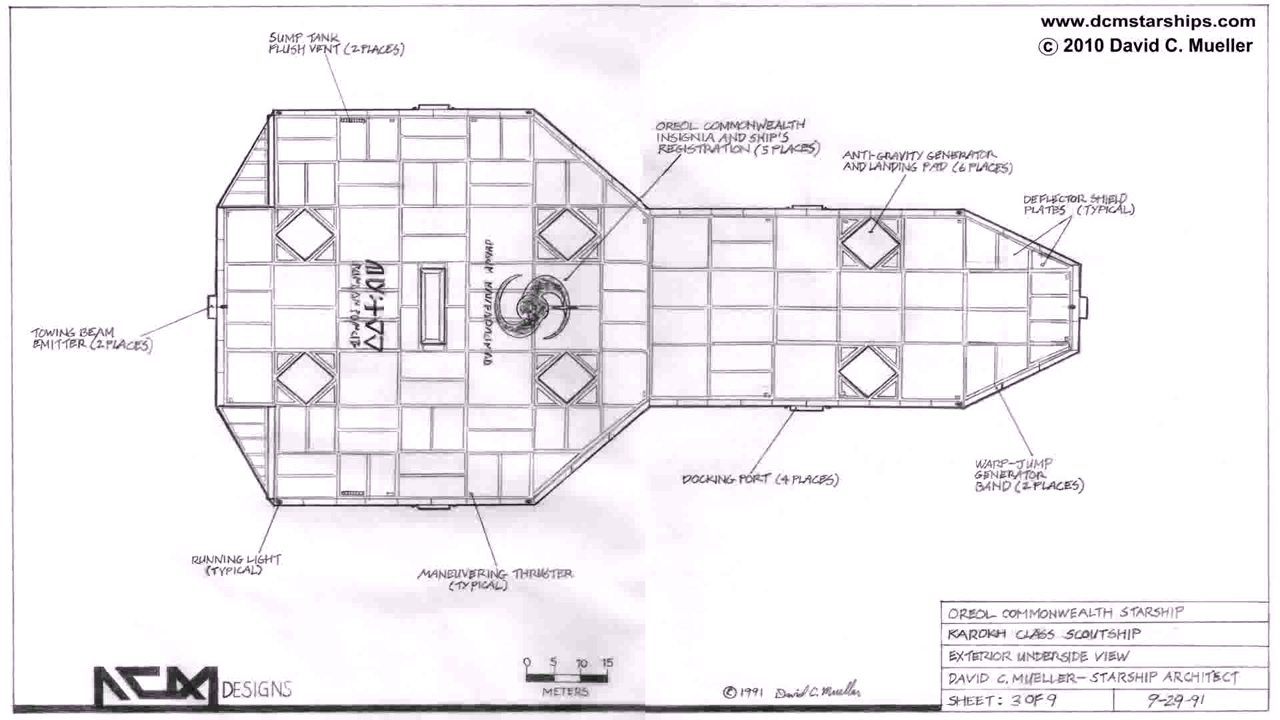 www.dcmstarships.com
© 2010 David C. Mueller
SUMP TANK
FLUSH VENT (2 PLACES)
OREOL COMMONWEALTH
INSIGNIA AND SHIP'S
REGISTRATION (5 PLACES)
ANTI-GRAVITY GENERATOR
AND LANDING PAD (6 PLACES)
DEFLECTOR SHIELD
PLATES (TYPICAL)
TOWING BEAM
EMITTER (2 PLACES)
DOCKING PORT (4 PLACES)
WARP-JUMP
GENERATOR
BAND (2 PLACES)
RUNNING LIGHT
(TYPICAL)
MANEUVERING THRUSTER
(TYPICAL)
0 5 10 15
METERS
DCM DESIGNS
© 1991 David C. Mueller
OREOL COMMONWEALTH STARSHIP
KAROKH CLASS SCOUTSHIP
EXTERIOR UNDERSIDE VIEW
DAVID C. MUELLER-STARSHIP ARCHITECT
SHEET: 3 OF 9
9-29-91